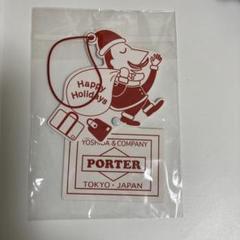 Happy
Holidays
YOSHIDA & COMPANY
PORTER
TOKYO・JAPAN